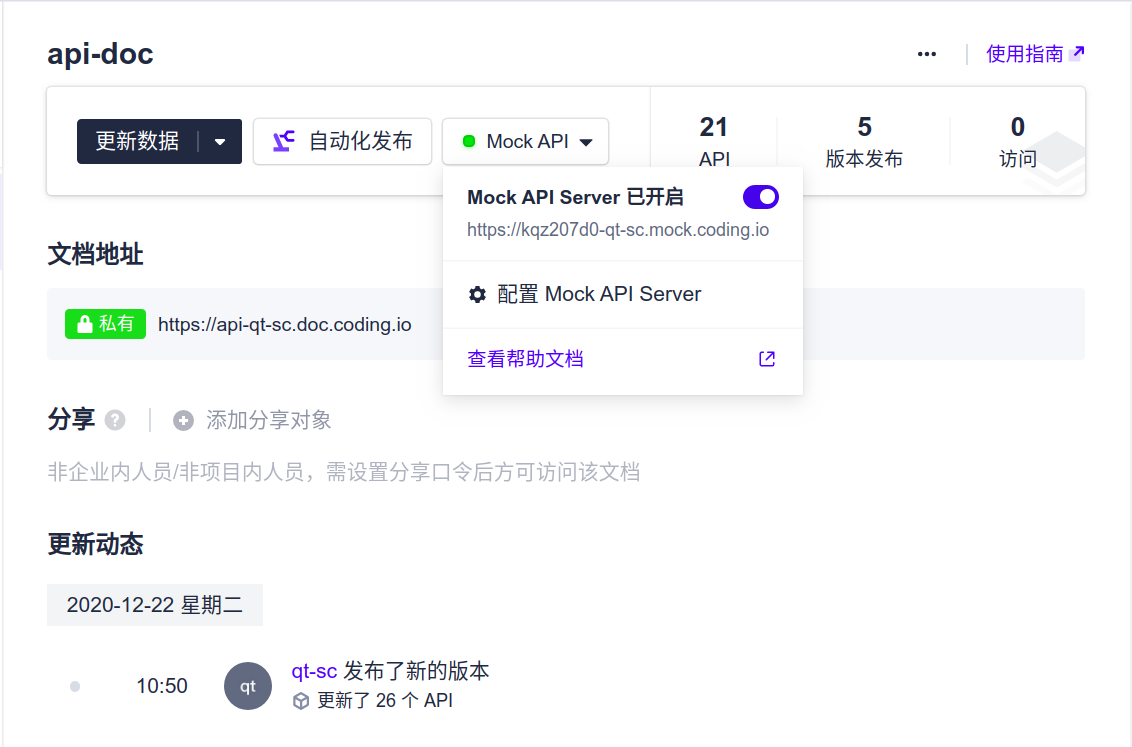 api-doc
使用指南
更新数据
自动化发布
Mock API
21
API
5
版本发布
0
访问
Mock API Server 已开启
https://kqz207d0-qt-sc.mock.coding.io
配置 Mock API Server
查看帮助文档
文档地址
私有 https://api-qt-sc.doc.coding.io
分享
添加分享对象
非企业内人员/非项目内人员，需设置分享口令后方可访问该文档
更新动态
2020-12-22 星期二
10:50
qt
qt-sc 发布了新的版本
更新了 26 个 API